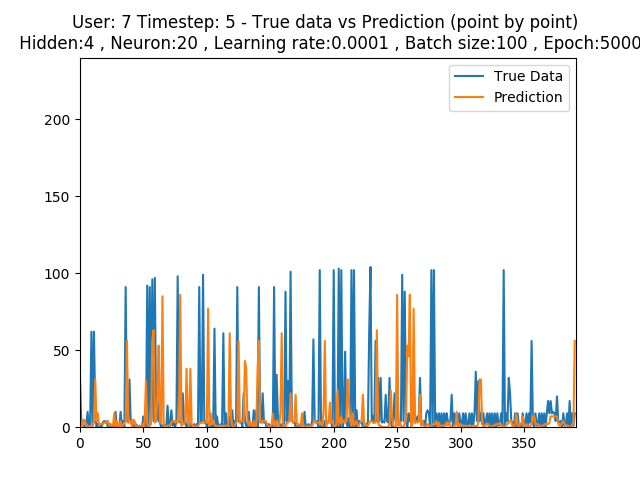 User: 7 Timestep: 5 - True data vs Prediction (point by point)
Hidden:4 , Neuron:20 , Learning rate:0.0001 , Batch size:100 , Epoch:5000
True Data
Prediction
200
150
100
50
0
0 50 100 150 200 250 300 350